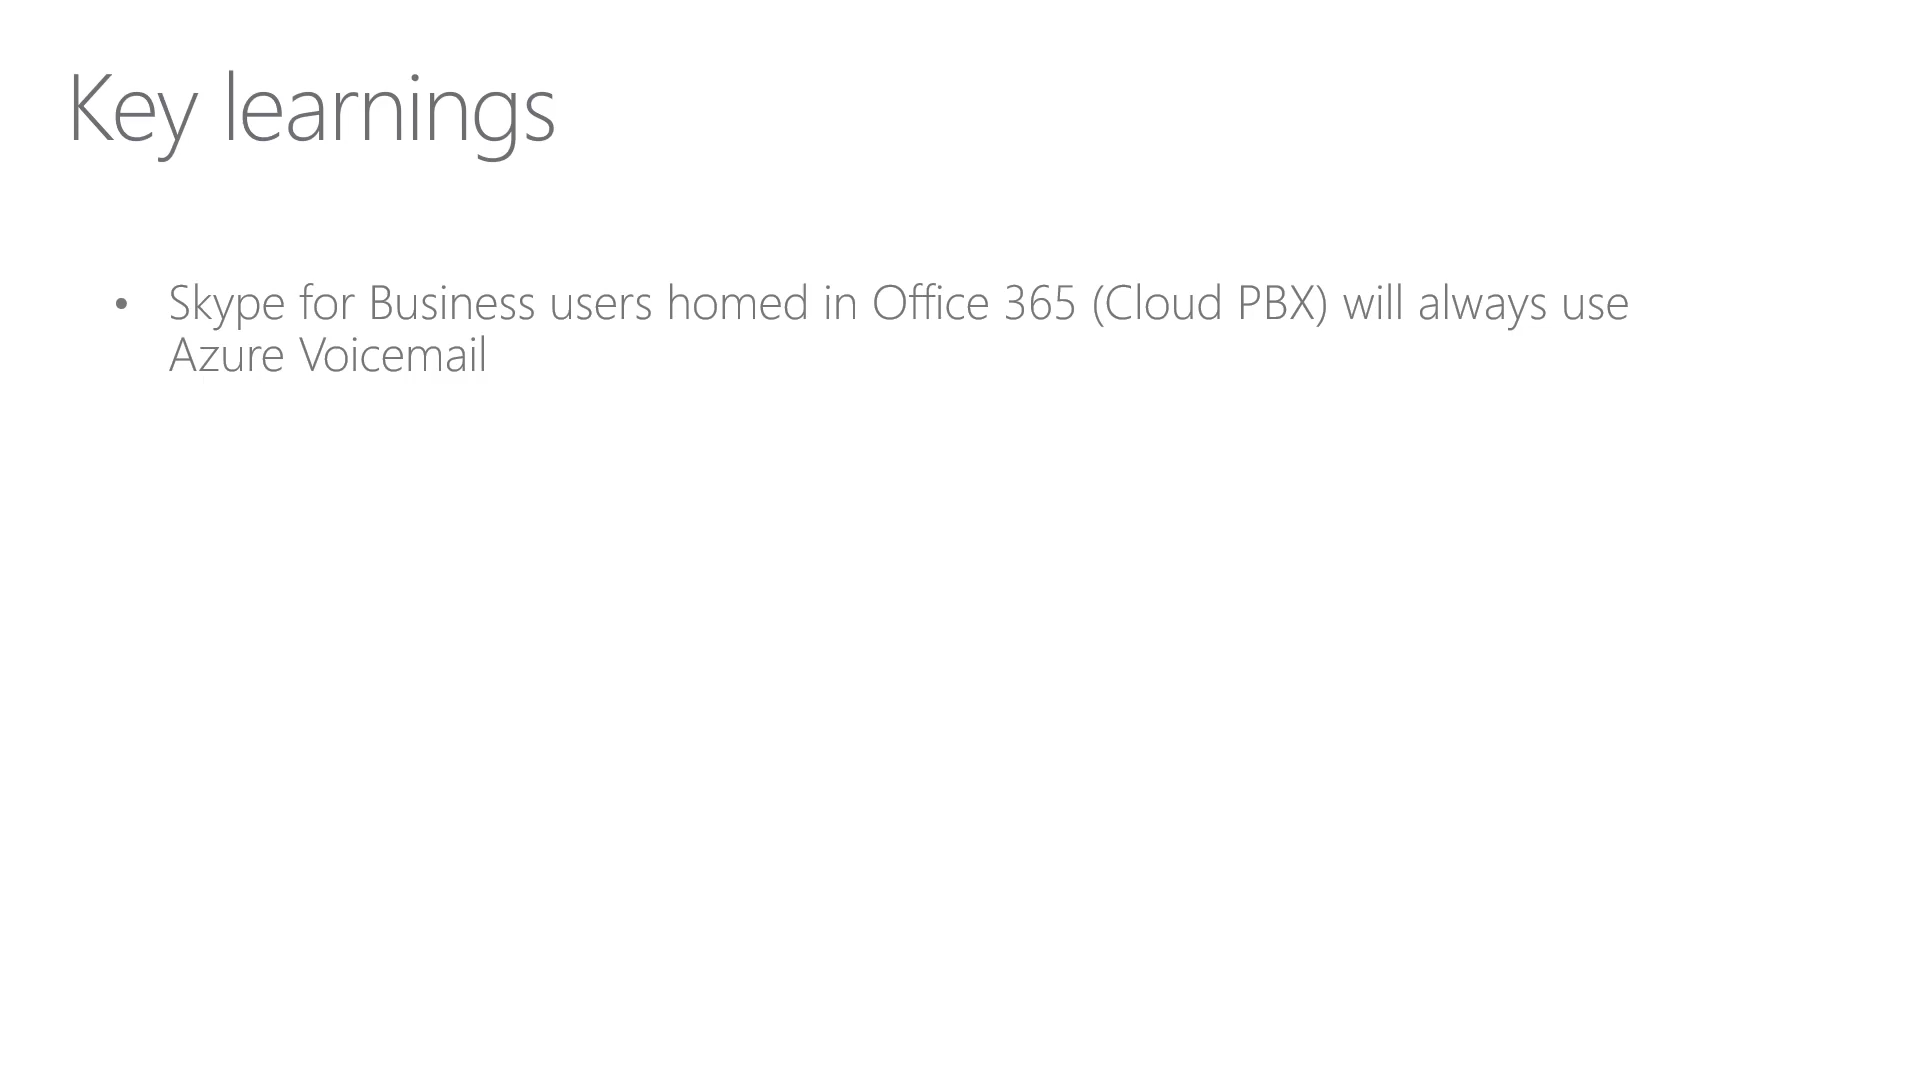 Key learnings
• Skype for Business users homed in Office 365 (Cloud PBX) will always use
Azure Voicemail